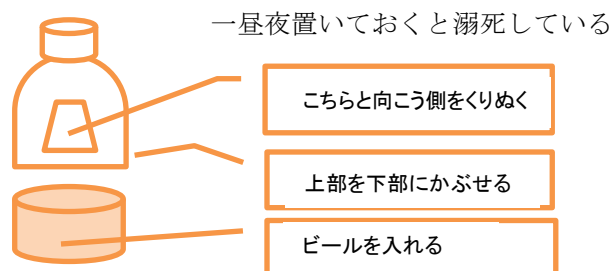 一昼夜置いておくと溺死している
こちらと向こう側をくりぬく
上部を下部にかぶせる
ビールを入れる